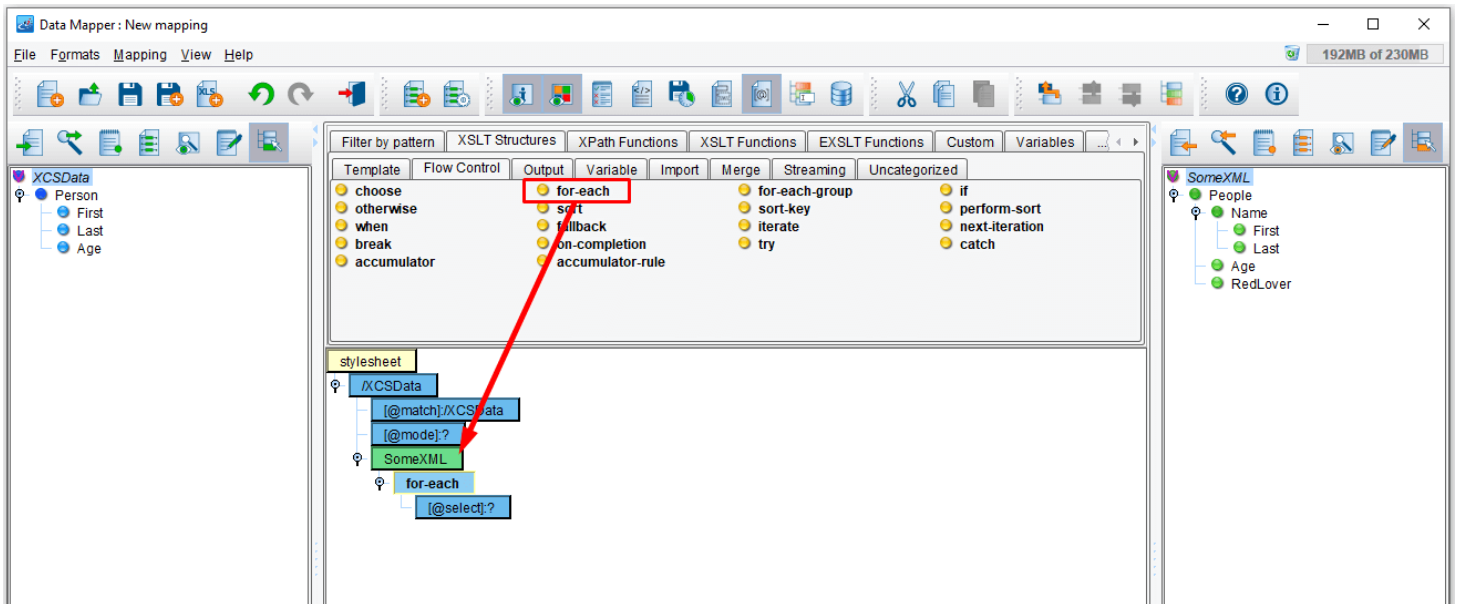 Data Mapper : New mapping
File Formats Mapping View Help 192MB of 230MB
XLS
Filter by pattern XSLT Structures XPath Functions XSLT Functions EXSLT Functions Custom Variables ...
Template Flow Control Output Variable Import Merge Streaming Uncategorized
choose for-each for-each-group if
otherwise sort sort-key perform-sort
when fallback iterate next-iteration
break on-completion try catch
accumulator accumulator-rule
XCSData
Person
First
Last
Age
stylesheet
/XCSData
[@match]:/XCSData
[@mode]:?
SomeXML
for-each
[@select]:?
SomeXML
People
Name
First
Last
Age
RedLover